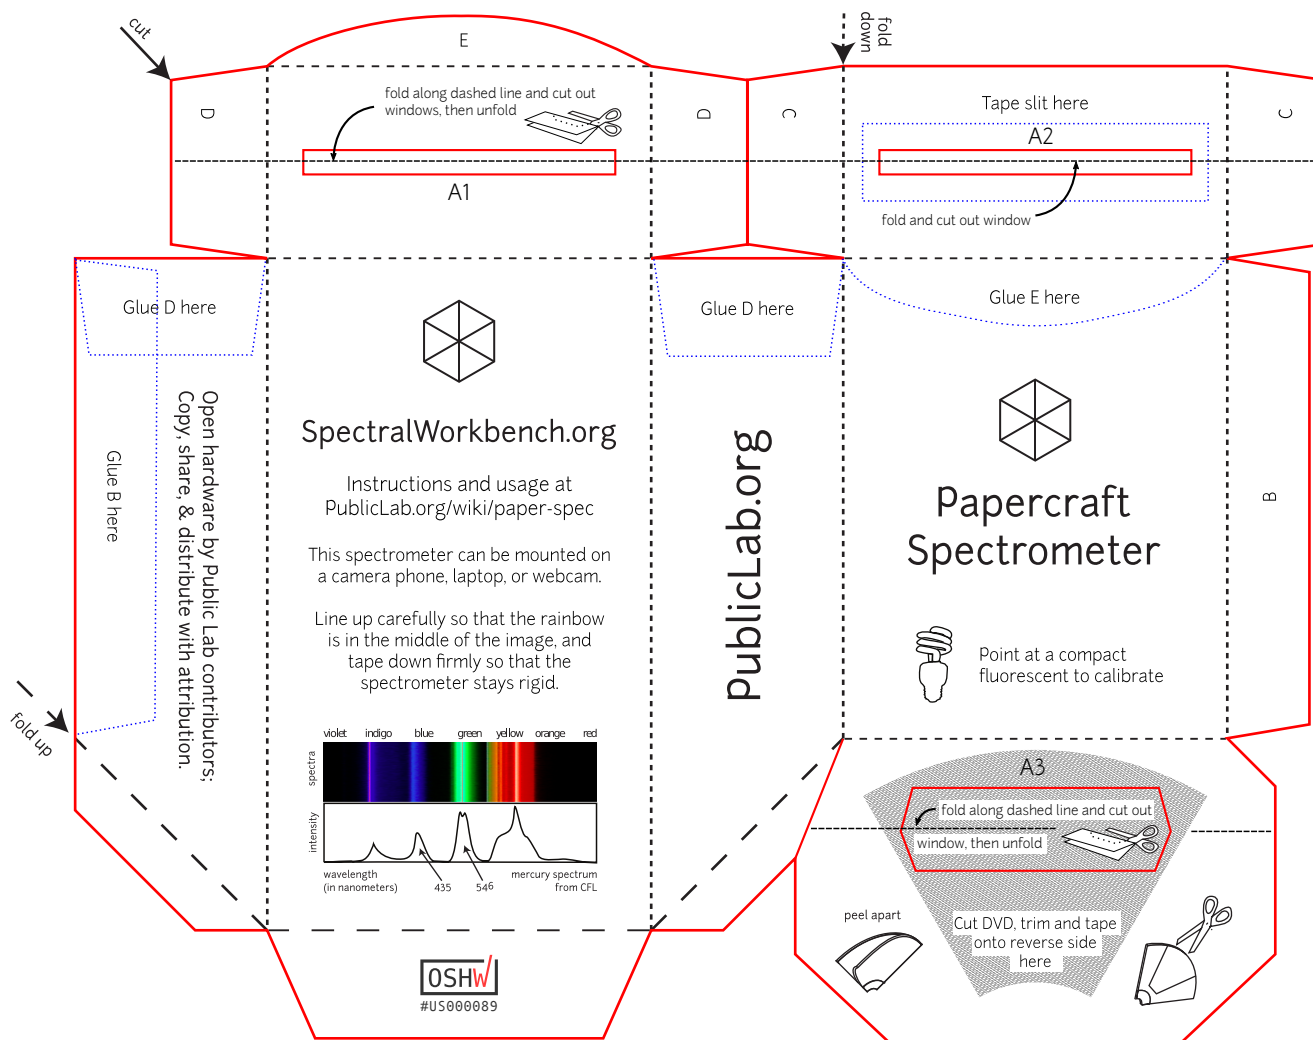 cut
fold
down
E
D
fold along dashed line and cut out
windows, then unfold
D
C
Tape slit here
A2
C
A1
fold and cut out window
Glue D here
Glue D here
Glue E here
Glue B here
Open hardware by Public Lab contributors;
Copy, share, & distribute with attribution.
SpectralWorkbench.org
Instructions and usage at
PublicLab.org/wiki/paper-spec
This spectrometer can be mounted on
a camera phone, laptop, or webcam.
Line up carefully so that the rainbow
is in the middle of the image, and
tape down firmly so that the
spectrometer stays rigid.
PublicLab.org
Papercraft
Spectrometer
B
Point at a compact
fluorescent to calibrate
fold up
violet indigo blue green yellow orange red
spectra
intensity
wavelength
(in nanometers)
435
546
mercury spectrum
from CFL
A3
fold along dashed line and cut out
window, then unfold
peel apart
Cut DVD, trim and tape
onto reverse side
here
OSHW
#US000089